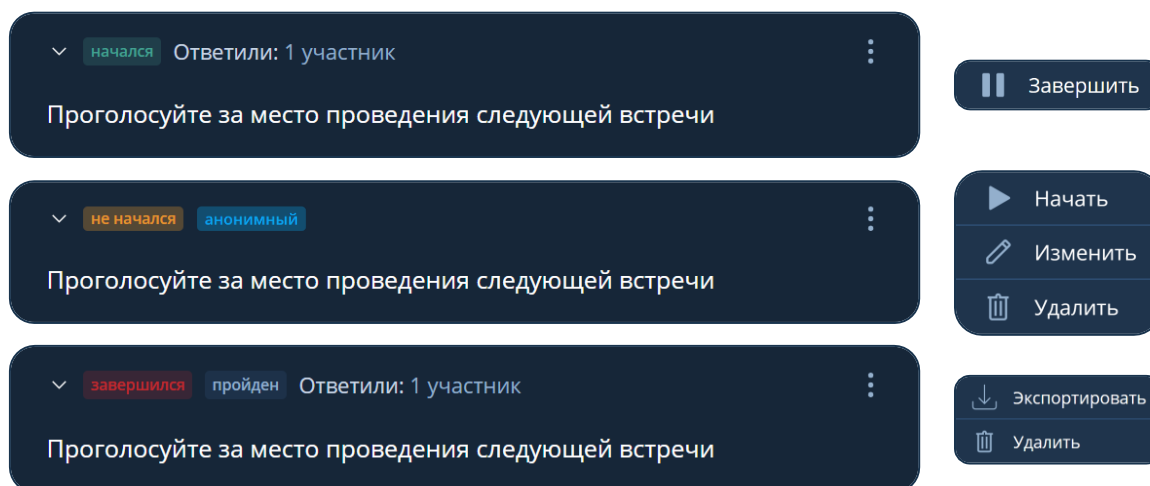 начался Ответили: 1 участник
Проголосуйте за место проведения следующей встречи
Завершить
не начался анонимный
Проголосуйте за место проведения следующей встречи
Начать
Изменить
Удалить
завершился пройден Ответили: 1 участник
Проголосуйте за место проведения следующей встречи
Экспортировать
Удалить